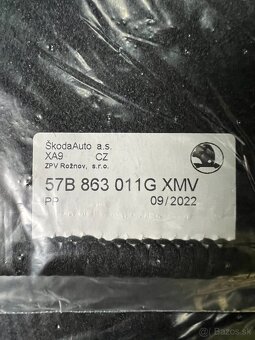 ŠkodaAuto a.s.
XA9 CZ
ZPV Rožnov, s.r.o.
57B 863 011G XMV
PP 09/2022
Bazos.sk